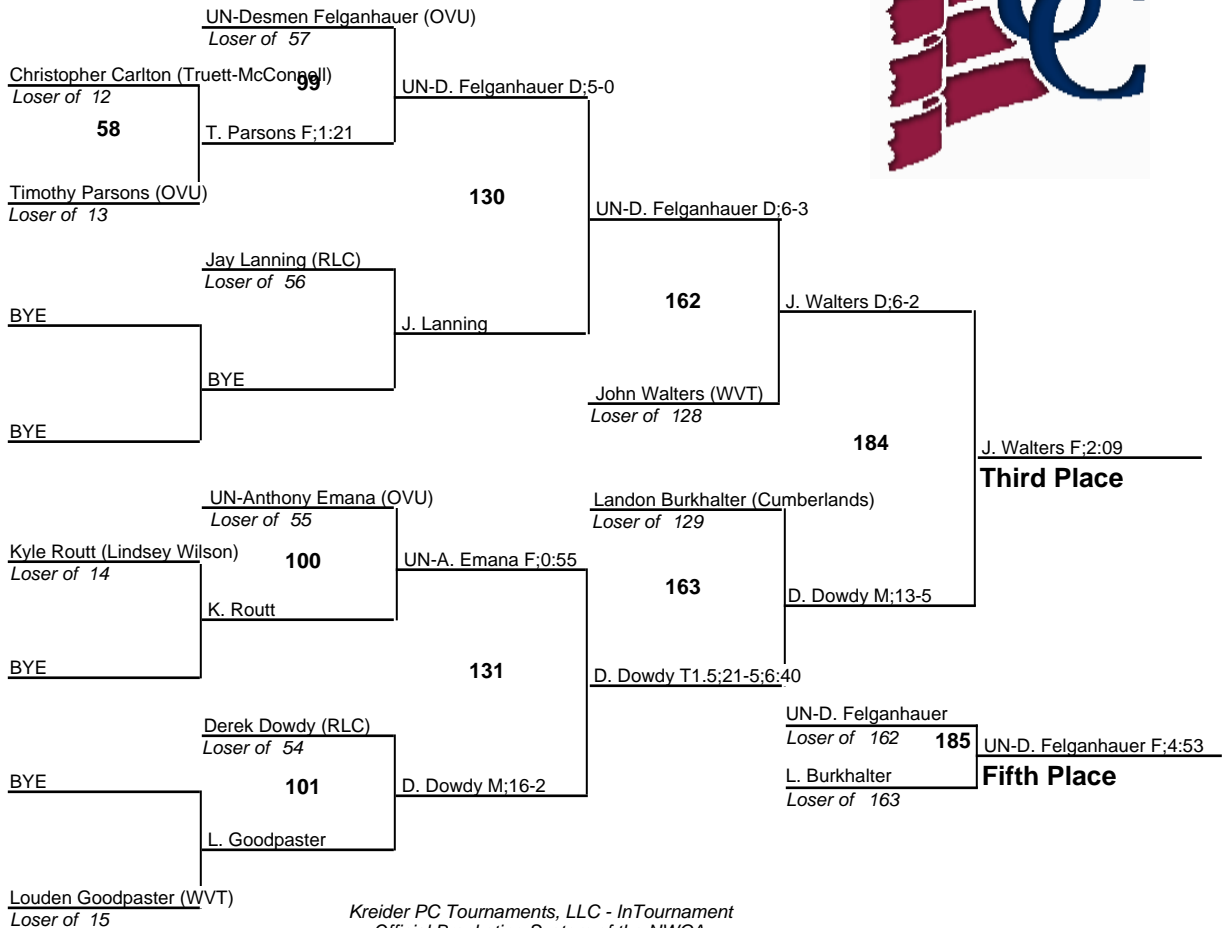 UN-Desmen Felganhauer (OVU)
Loser of 57
Christopher Carlton (Truett-McConnell)
99
Loser of 12
UN-D. Felganhauer D;5-0
58
T. Parsons F;1:21
Timothy Parsons (OVU)
Loser of 13
130
UN-D. Felganhauer D;6-3
Jay Lanning (RLC)
Loser of 56
162
J. Walters D;6-2
BYE
J. Lanning
BYE
John Walters (WVT)
Loser of 128
BYE
184
J. Walters F;2:09
Third Place
UN-Anthony Emana (OVU)
Loser of 55
Landon Burkhalter (Cumberlands)
Loser of 129
Kyle Routt (Lindsey Wilson)
Loser of 14
100
UN-A. Emana F;0:55
163
D. Dowdy M;13-5
K. Routt
BYE
131
D. Dowdy T1.5;21-5;6:40
Derek Dowdy (RLC)
Loser of 54
UN-D. Felganhauer
Loser of 162
185
UN-D. Felganhauer F;4:53
Fifth Place
BYE
101
D. Dowdy M;16-2
L. Burkhalter
Loser of 163
L. Goodpaster
Louden Goodpaster (WVT)
Loser of 15
Kreider PC Tournaments, LLC - InTournament